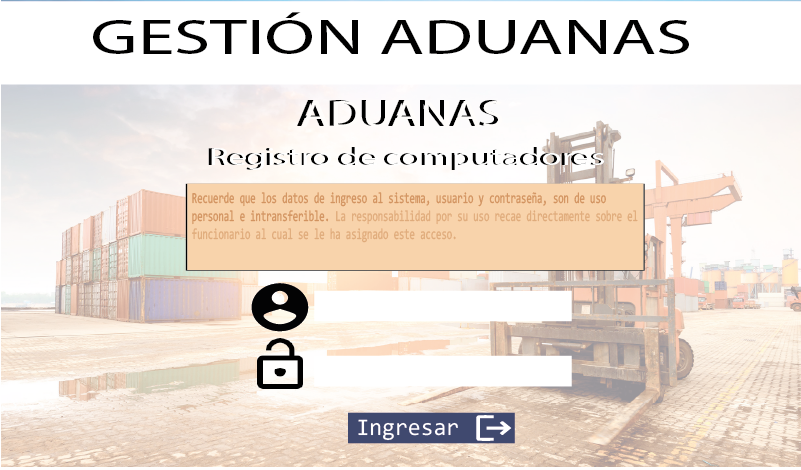 GESTIÓN ADUANAS
ADUANAS
Registro de computadores
Recuerde que los datos de ingreso al sistema, usuario y contraseña, son de uso
personal e intransferible. La responsabilidad por su uso recae directamente sobre el
funcionario al cual se le ha asignado este acceso.
Ingresar